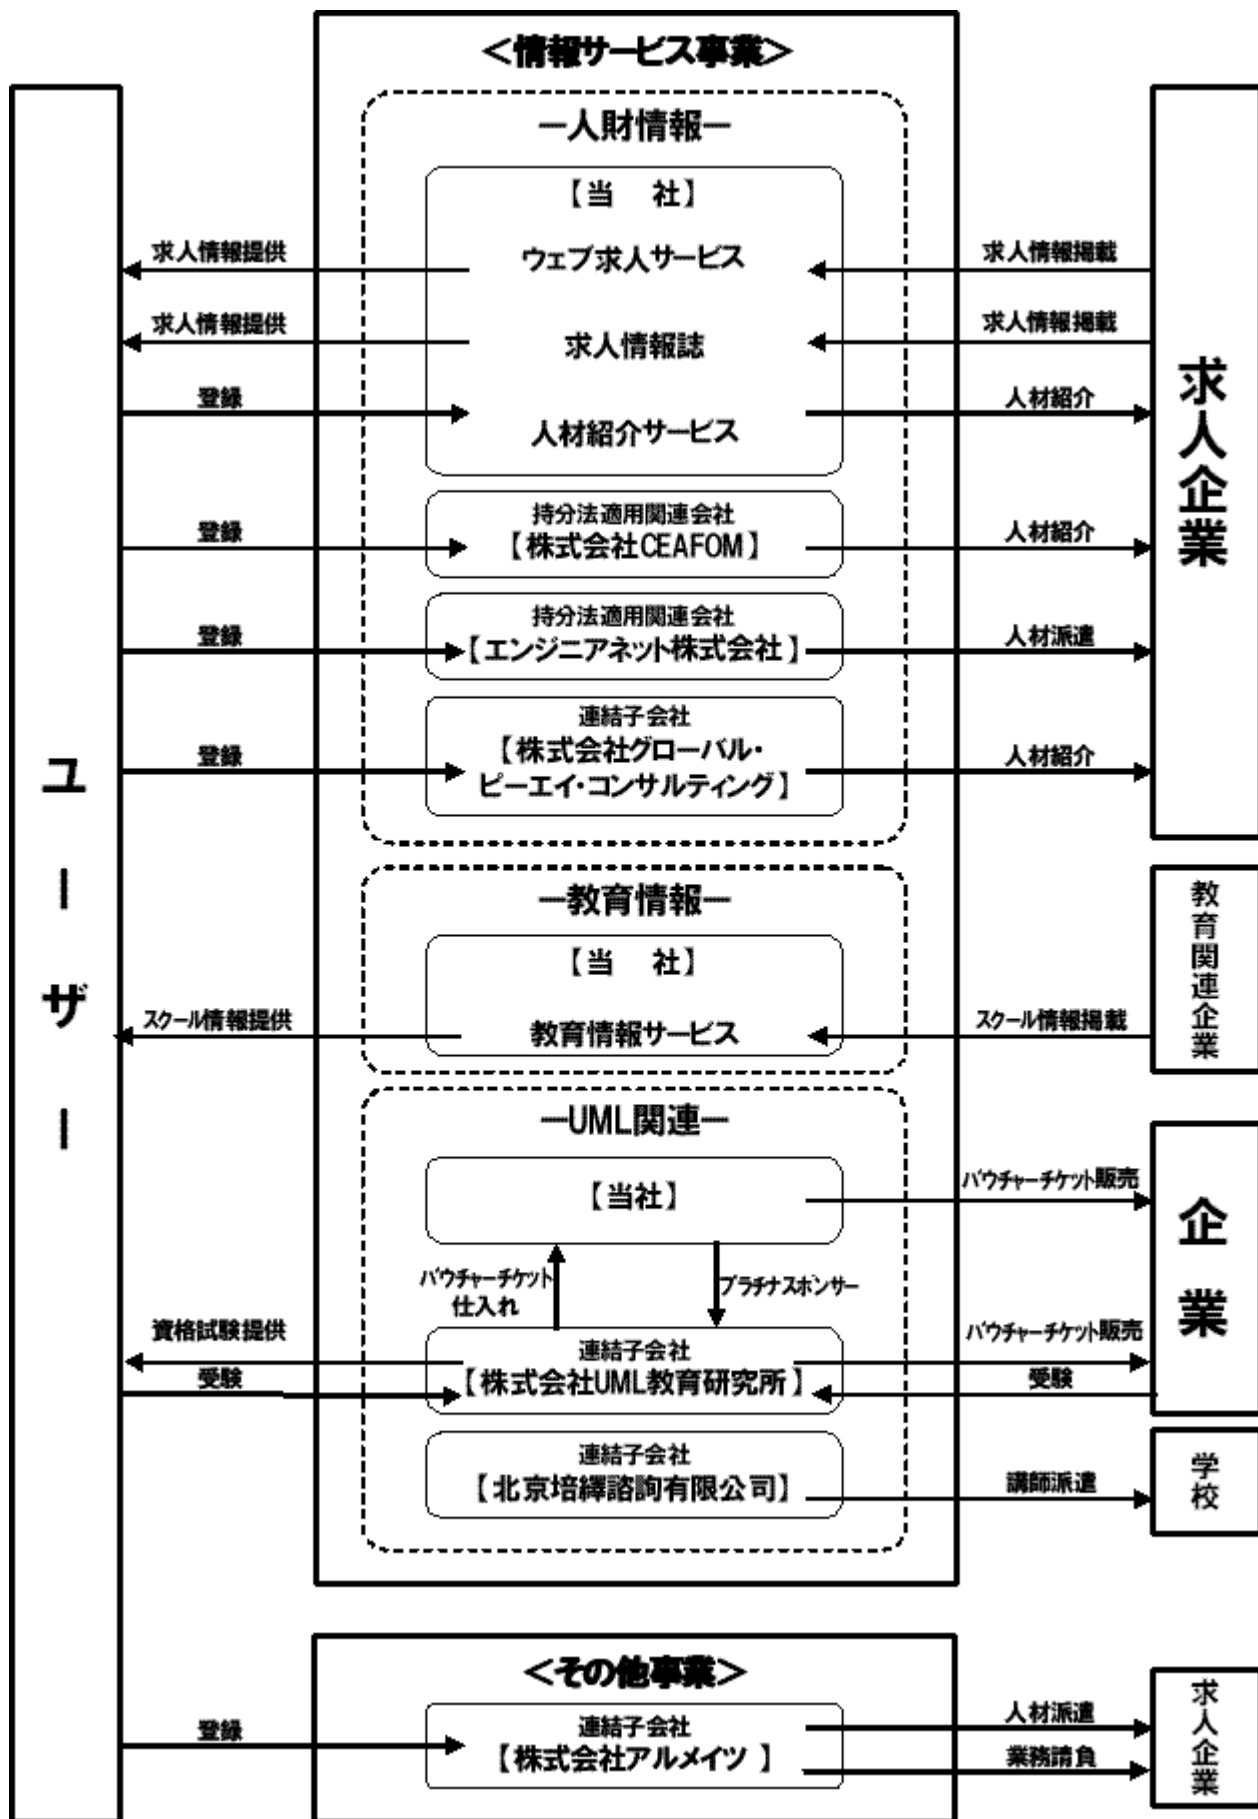 <情報サービス事業>
―人財情報―
【当　社】
求人情報提供
ウェブ求人サービス
求人情報掲載
求人情報提供
求人情報誌
求人情報掲載
登録
人材紹介サービス
人材紹介
持分法適用関連会社
登録
【株式会社CEAFOM】
人材紹介
持分法適用関連会社
登録
【エンジニアネット株式会社】
人材派遣
連結子会社
登録
【株式会社グローバル・
ピーエイ・コンサルティング】
人材紹介
求人企業
ユーザー
―教育情報―
【当　社】
スクール情報提供
教育情報サービス
スクール情報掲載
教育関連企業
―UML関連―
【当社】
バウチャーチケット販売
バウチャーチケット
仕入れ
プラチナスポンサー
資格試験提供
連結子会社
バウチャーチケット販売
受験
【株式会社UML教育研究所】
受験
企業
連結子会社
【北京培繹諮詢有限公司】
講師派遣
学校
<その他事業>
登録
連結子会社
【株式会社アルメイツ】
人材派遣
業務請負
求人企業